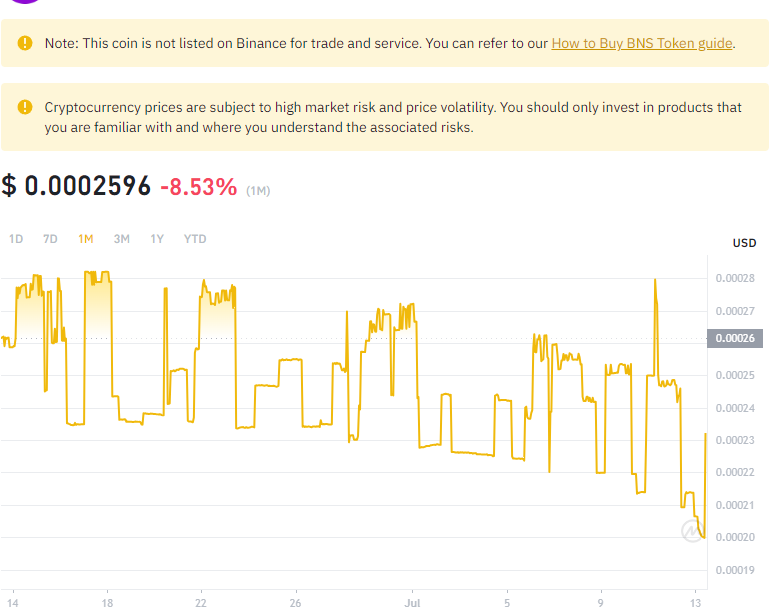 Note: This coin is not listed on Binance for trade and service. You can refer to our How to Buy BNS Token guide.
Cryptocurrency prices are subject to high market risk and price volatility. You should only invest in products that
you are familiar with and where you understand the associated risks.
$ 0.0002596 -8.53% (1M)
1D 7D 1M 3M 1Y YTD
USD
0.00028
0.00027
0.00026
0.00025
0.00024
0.00023
0.00022
0.00021
0.00020
0.00019
14 18 22 26 Jul 5 9 13